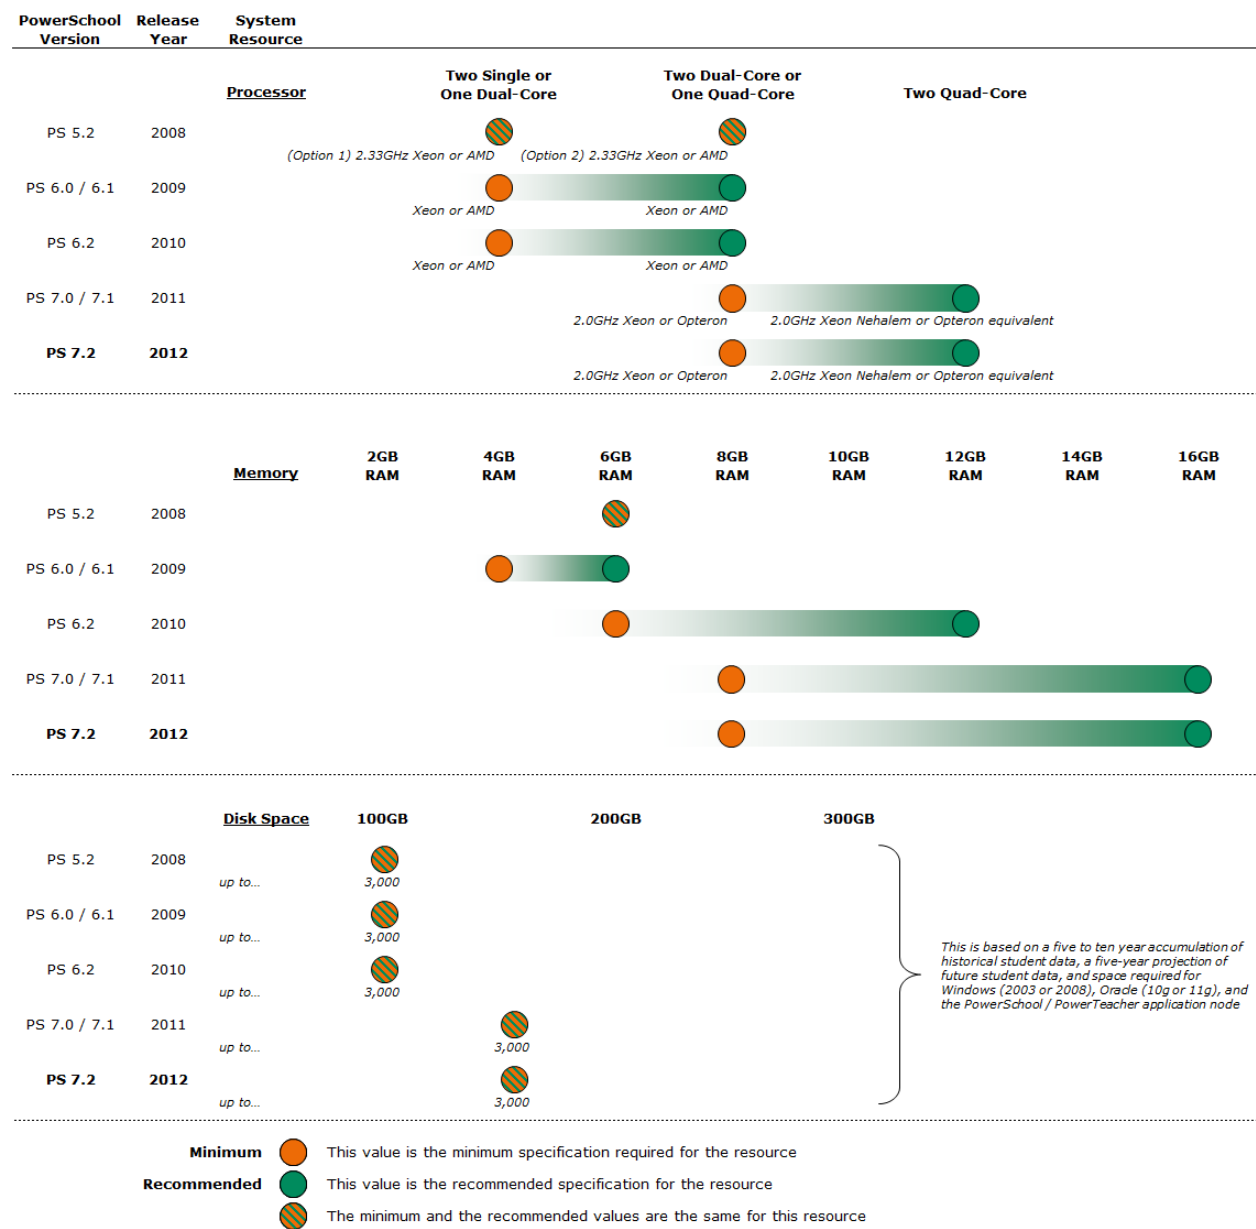 PowerSchool Version Release Year System Resource
Processor
Two Single or One Dual-Core
Two Dual-Core or One Quad-Core
Two Quad-Core
PS 5.2 2008
(Option 1) 2.33GHz Xeon or AMD (Option 2) 2.33GHz Xeon or AMD
PS 6.0 / 6.1 2009
Xeon or AMD Xeon or AMD
PS 6.2 2010
Xeon or AMD Xeon or AMD
PS 7.0 / 7.1 2011
2.0GHz Xeon or Opteron 2.0GHz Xeon Nehalem or Opteron equivalent
PS 7.2 2012
2.0GHz Xeon or Opteron 2.0GHz Xeon Nehalem or Opteron equivalent
Memory 2GB RAM 4GB RAM 6GB RAM 8GB RAM 10GB RAM 12GB RAM 14GB RAM 16GB RAM
PS 5.2 2008
PS 6.0 / 6.1 2009
PS 6.2 2010
PS 7.0 / 7.1 2011
PS 7.2 2012
Disk Space 100GB 200GB 300GB
PS 5.2 2008
up to... 3,000
PS 6.0 / 6.1 2009
up to... 3,000
PS 6.2 2010
up to... 3,000
PS 7.0 / 7.1 2011
up to... 3,000
PS 7.2 2012
up to... 3,000
This is based on a five to ten year accumulation of
historical student data, a five-year projection of
future student data, and space required for
Windows (2003 or 2008), Oracle (10g or 11g), and
the PowerSchool / PowerTeacher application node
Minimum This value is the minimum specification required for the resource
Recommended This value is the recommended specification for the resource
The minimum and the recommended values are the same for this resource